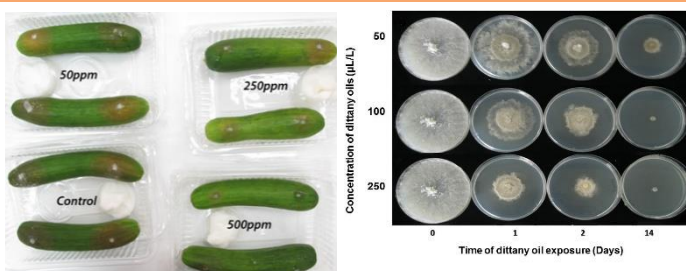 50ppm
250ppm
Control
500ppm
Concentration of dittany oils (µL/L)
50
100
250
0 1 2 14
Time of dittany oil exposure (Days)